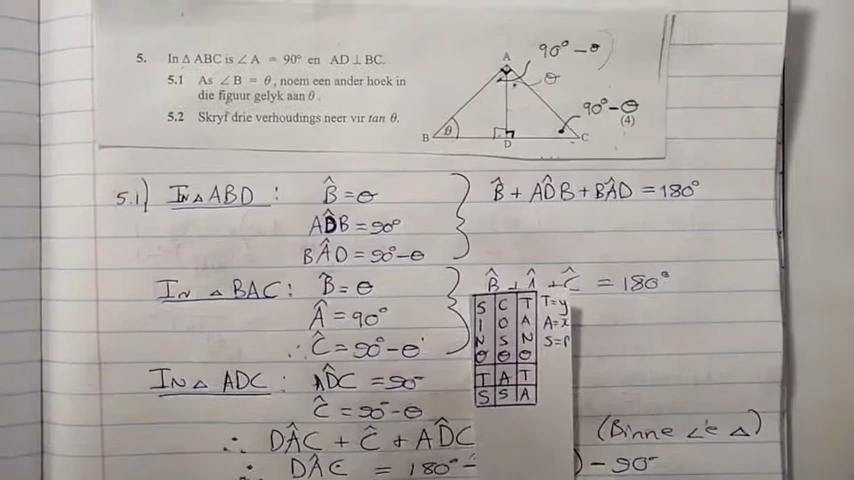 5. In Δ ABC is ∠A = 90° en AD ⊥ BC.
5.1 As ∠B = θ, noem een ander hoek in
die figuur gelyk aan θ.
5.2 Skryf drie verhoudings neer vir tan θ.
(4)
A
90° - θ
θ
90° - θ
B
θ
D
C
5.1) IN Δ ABD : B̂ = θ
B̂ + AD̂B + BÂD = 180°
AD̂B = 90°
BÂD = 90° - θ
IN Δ BAC : B̂ = θ
B̂ + Â + Ĉ = 180°
Â = 90°
∴ Ĉ = 90° - θ
IN Δ ADC : AD̂C = 90°
Ĉ = 90° - θ
∴ DÂC + Ĉ + AD̂C
(Binne ∠'e Δ)
∴ DÂC = 180° -
) - 90°
S C T
I O A
N S N
θ θ θ
T A T
S S A
T = y
A = x
S = r